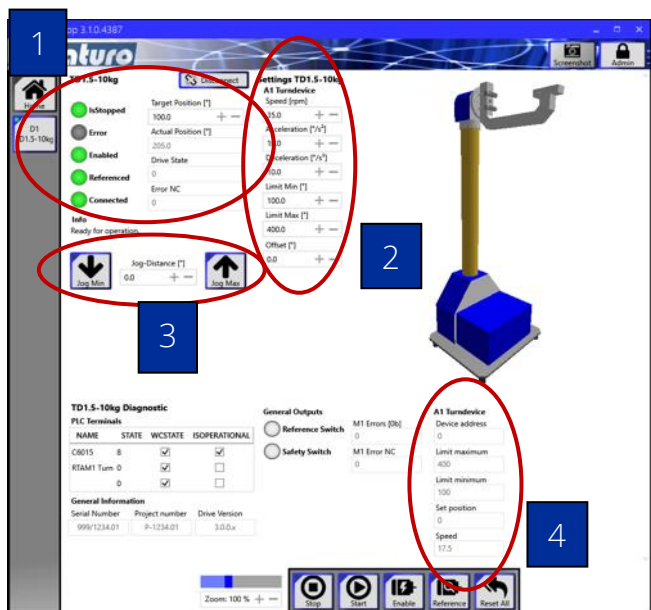 1
op 3.1.0.4387
aturo
Screenshot
Admin
Home
D1
TD1.5-10kg
TD1.5-10kg
Disconnect
IsStopped
Error
Enabled
Referenced
Connected
Target Position [°]
100.0
Actual Position [°]
205.0
Drive State
0
Error NC
0
Info
Ready for operation.
Jog Min
Jog-Distance [°]
0.0
Jog Max
3
Settings TD1.5-10kg
A1 Turndevice
Speed [rpm]
15.0
Acceleration [°/s²]
Deceleration [°/s²]
10.0
Limit Min [°]
100.0
Limit Max [°]
400.0
Offset [°]
0.0
2
TD1.5-10kg Diagnostic
PLC Terminals
NAME STATE WCSTATE ISOPERATIONAL
C6015 8
RTAM1 Turn 0
0
General Information
Serial Number Project number Drive Version
999/1234.01 P-1234.01 3.0.0.x
General Outputs
Reference Switch
Safety Switch
M1 Errors [0b]
0
M1 Error NC
0
A1 Turndevice
Device address
0
Limit maximum
400
Limit minimum
100
Set position
0
Speed
17.5
4
Zoom: 100 %
Stop
Start
Enable
Reference
Reset All